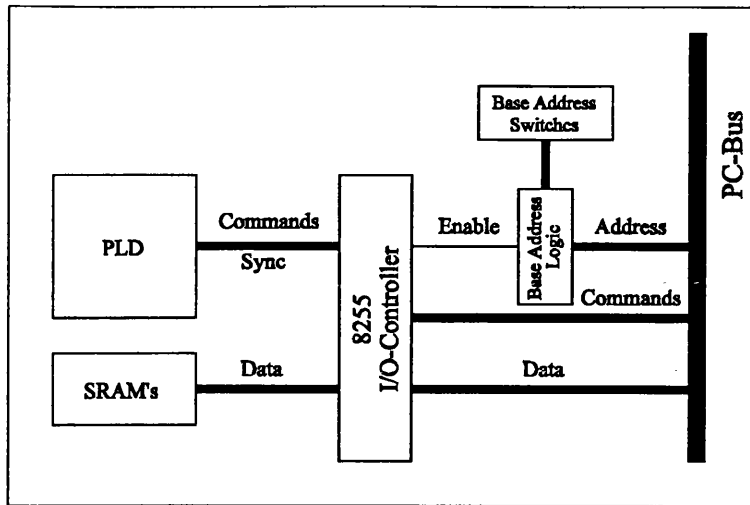 Base Address
Switches
PC-Bus
PLD
Commands
Sync
8255
I/O-Controller
Enable
Base Address
Logic
Address
Commands
SRAM's
Data
Data